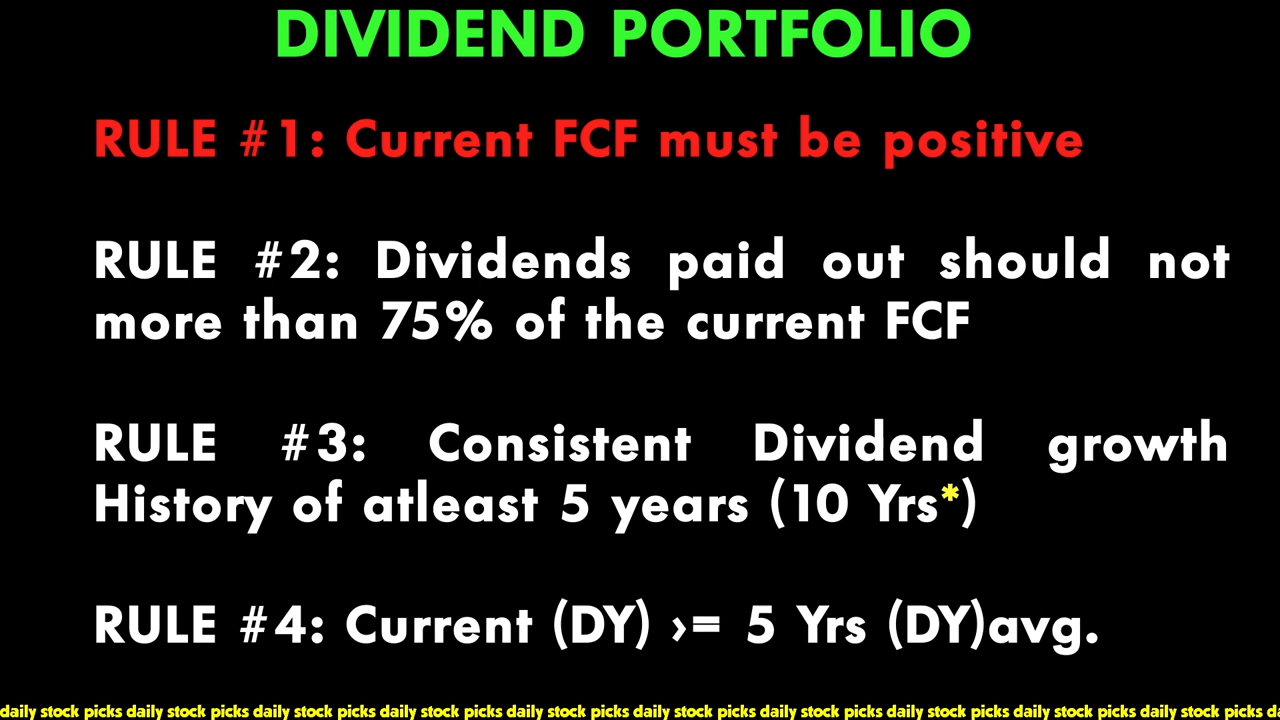 DIVIDEND PORTFOLIO
RULE #1: Current FCF must be positive
RULE #2: Dividends paid out should not
more than 75% of the current FCF
RULE #3: Consistent Dividend growth
History of atleast 5 years (10 Yrs*)
RULE #4: Current (DY) ›= 5 Yrs (DY)avg.
daily stock picks daily stock picks daily stock picks daily stock picks daily stock picks daily stock picks daily stock picks daily stock picks daily stock picks daily stock picks d